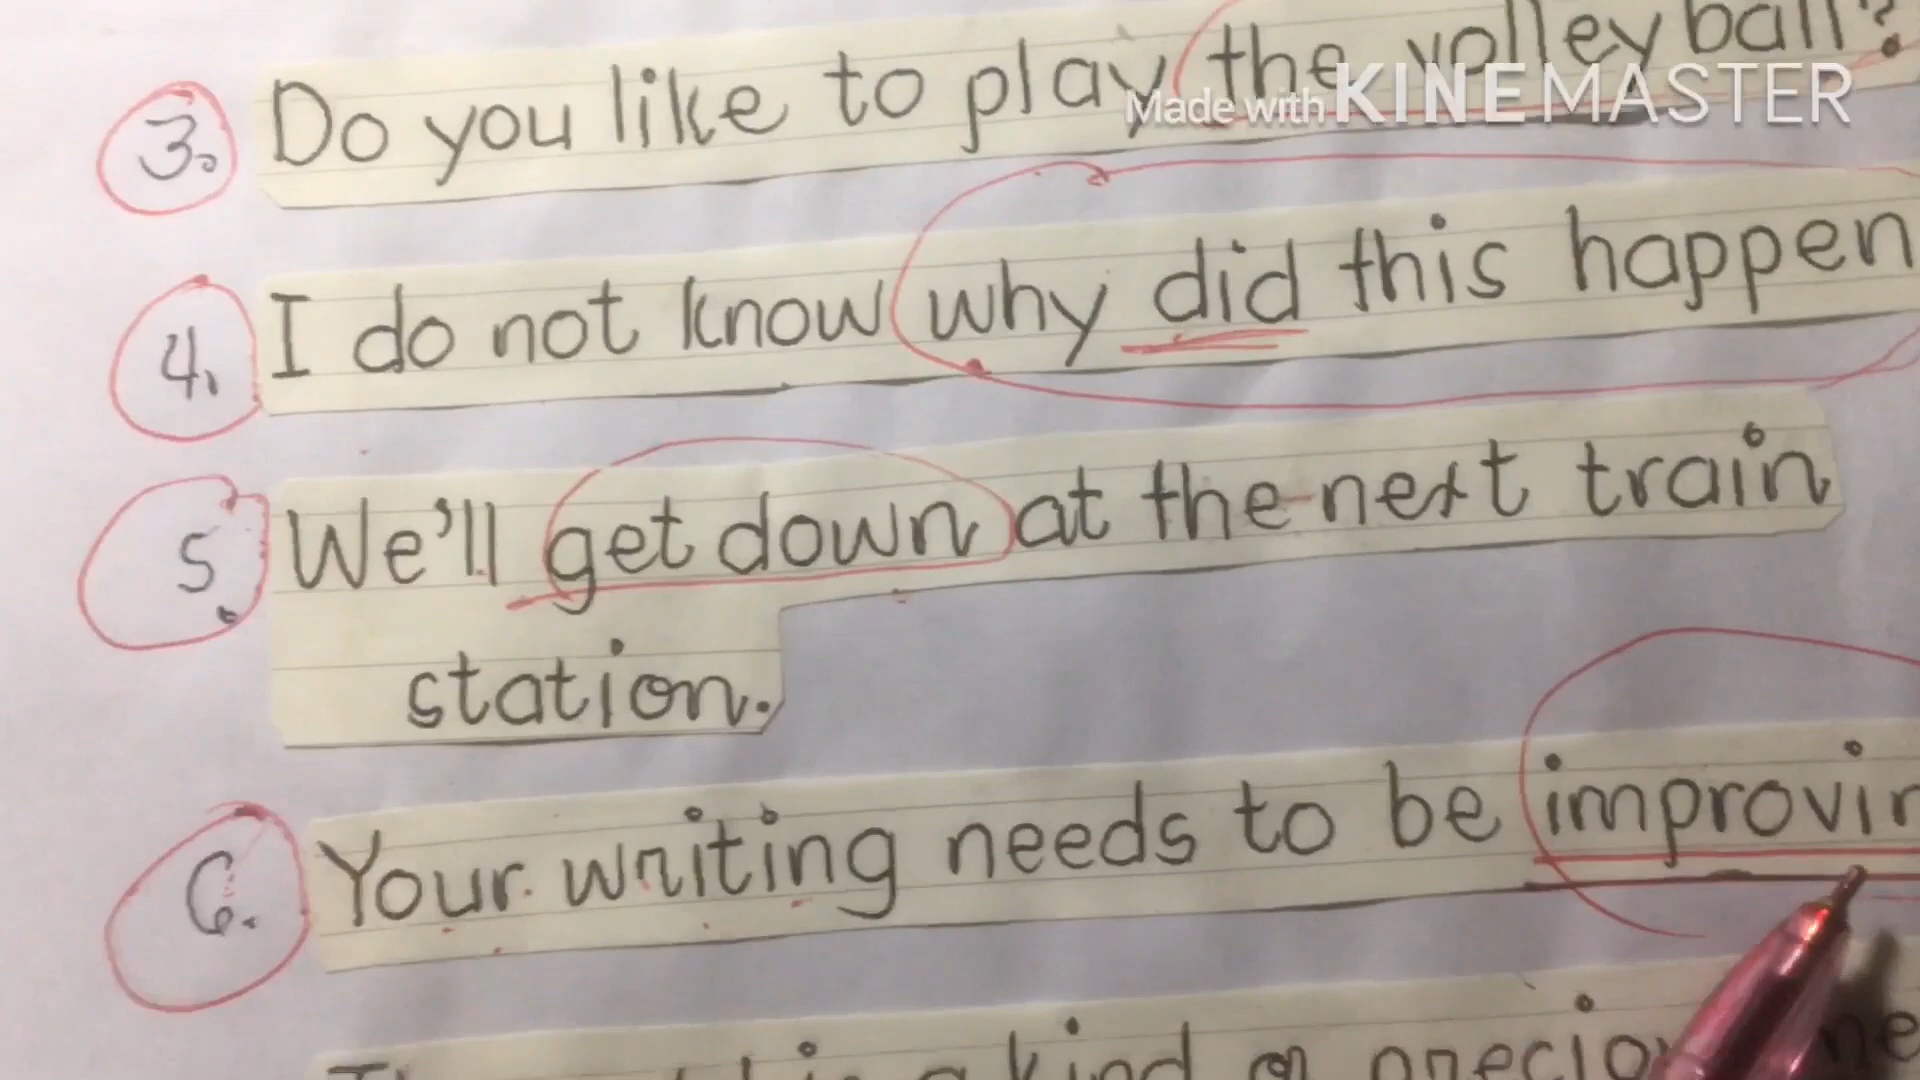 3. Do you like to play the volleyball?
Made with KINEMASTER
4. I do not know why did this happen
5. We'll get down at the next train
station.
6. Your writing needs to be improvin
a kind